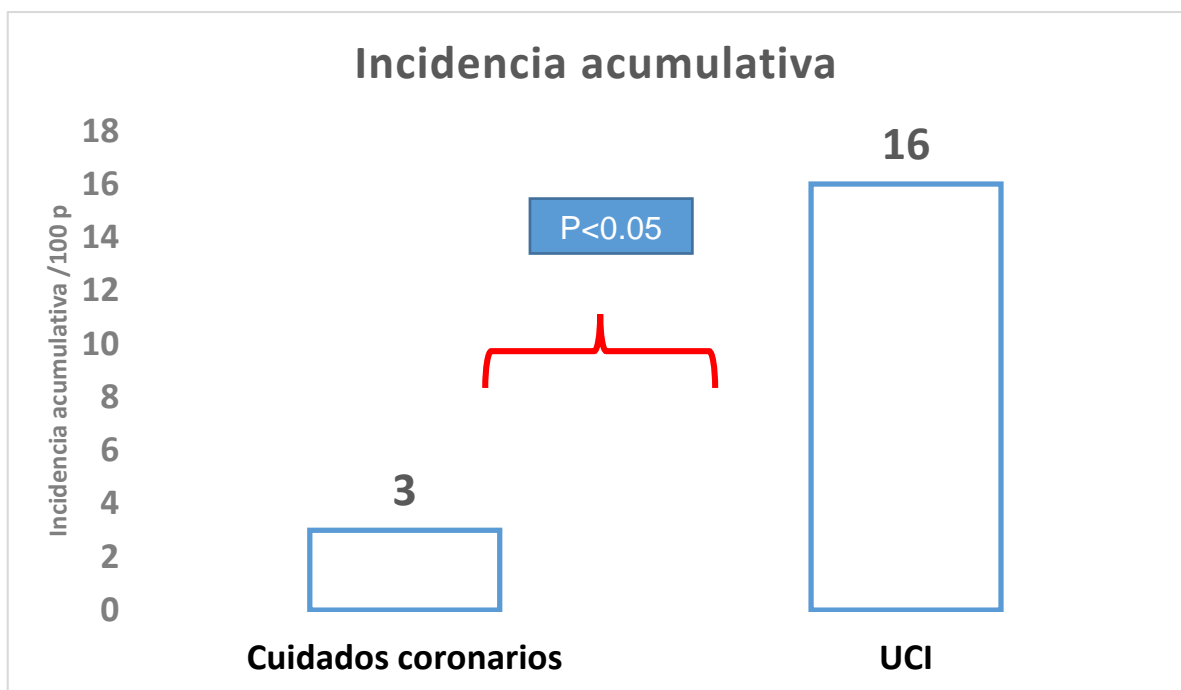 Incidencia acumulativa
Incidencia acumulativa /100 p
18
16
14
12
10
8
6
4
2
0
3
P<0.05
16
Cuidados coronarios
UCI